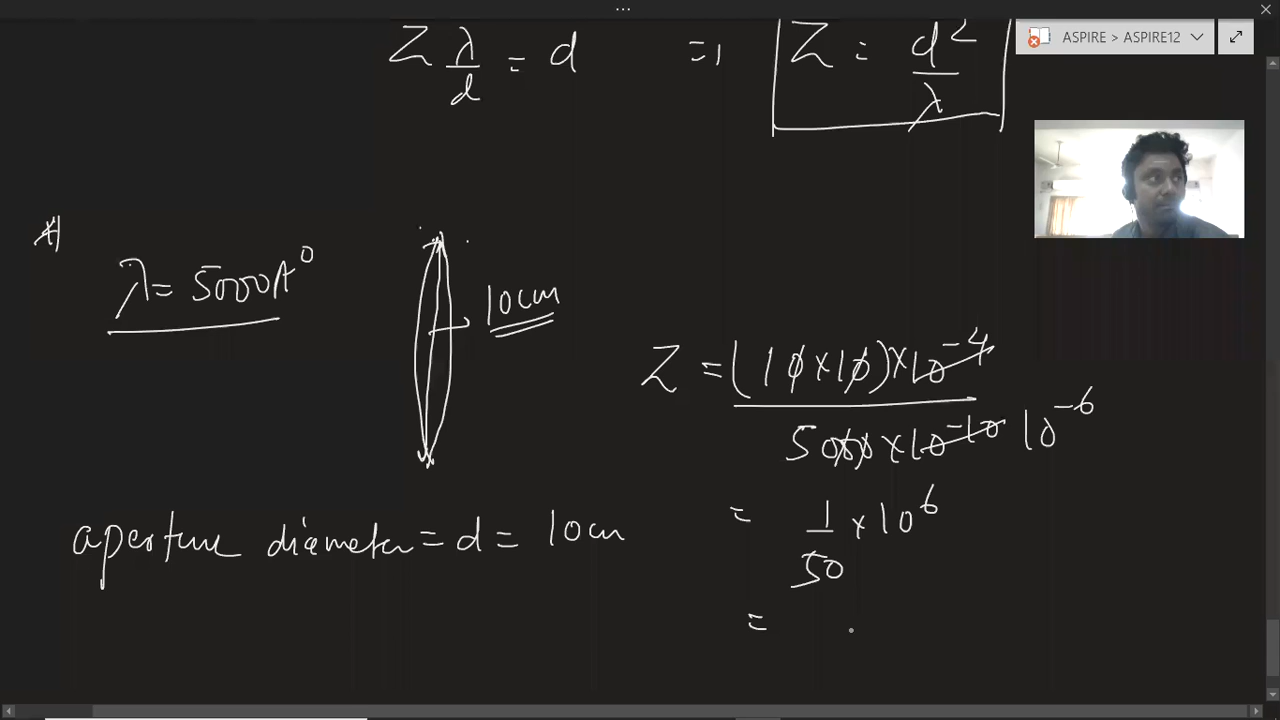 ...
ASPIRE > ASPIRE12
Z λ/d = d ⇒ Z = d²/λ
*)
λ = 5000A°
10cm
Z = (10×10)×10⁻⁴ / 5000×10⁻¹⁰ 10⁻⁶
= 1/50 × 10⁶
aperture diameter = d = 10cm
=